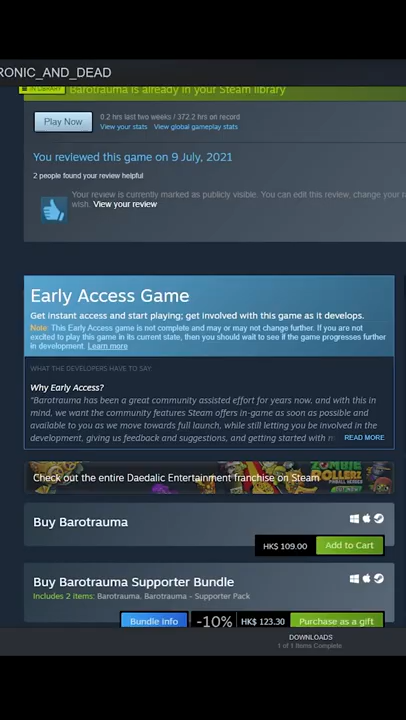 RONIC_AND_DEAD
IN LIBRARY Barotrauma is already in your Steam library
Play Now
0.2 hrs last two weeks / 372.2 hrs on record
View your stats View global gameplay stats
You reviewed this game on 9 July, 2021
2 people found your review helpful
Your review is currently marked as publicly visible. You can edit this review, change your
wish. View your review
Early Access Game
Get instant access and start playing; get involved with this game as it develops.
Note: This Early Access game is not complete and may or may not change further. If you are not
excited to play this game in its current state, then you should wait to see if the game progresses further
in development. Learn more
WHAT THE DEVELOPERS HAVE TO SAY:
Why Early Access?
"Barotrauma has been a great community assisted effort for years now, and with this in
mind, we want the community features Steam offers in-game as soon as possible and
available to you as we move towards full launch, while still letting you be involved in the
development, giving us feedback and suggestions, and getting started with READ MORE
Check out the entire Daedalic Entertainment franchise on Steam
ZOMBIE
ROLLERZ
Buy Barotrauma
HK$ 109.00 Add to Cart
Buy Barotrauma Supporter Bundle
Includes 2 items: Barotrauma, Barotrauma - Supporter Pack
Bundle info -10% HK$ 123.30 Purchase as a gift
DOWNLOADS
1 of 1 Items Complete